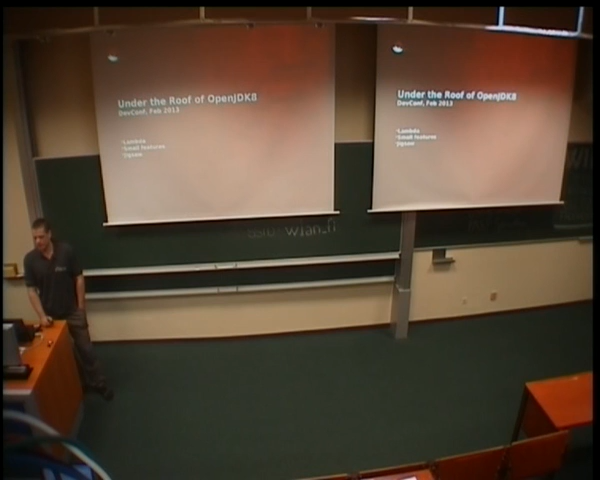 Under the Roof of OpenJDK8
DevConf, Feb 2013
*Lambda
*Small features
*Jigsaw
Under the Roof of OpenJDK8
DevConf, Feb 2013
*Lambda
*Small features
*Jigsaw